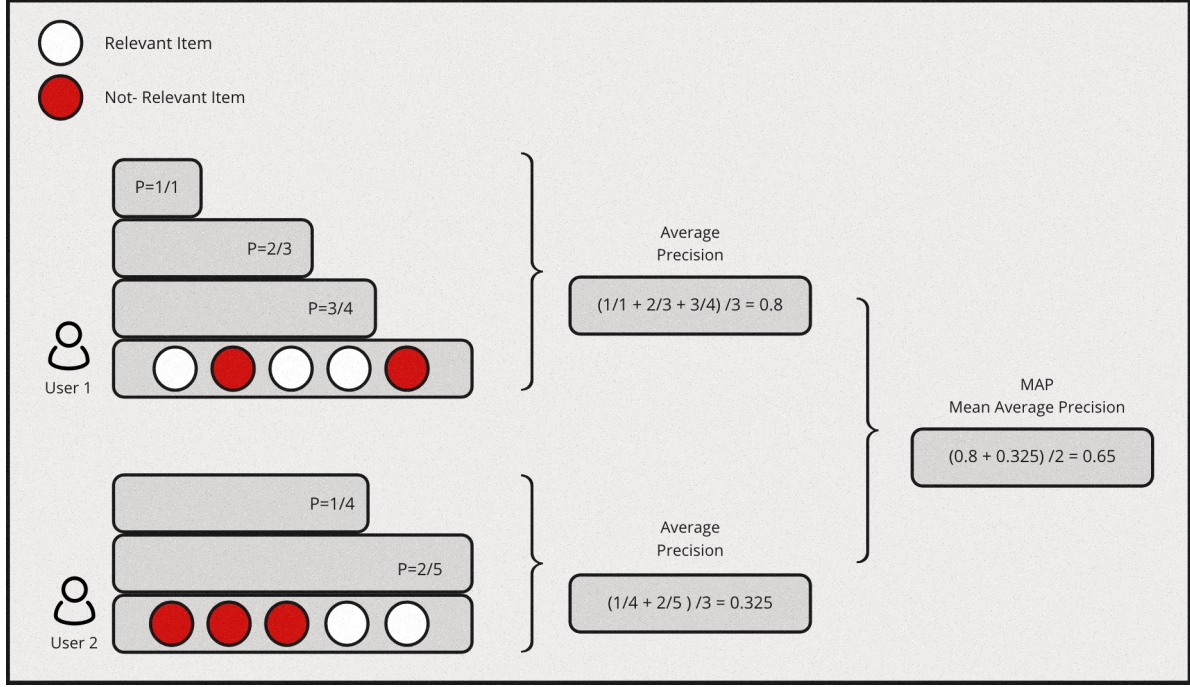 Relevant Item
Not- Relevant Item
P=1/1
P=2/3
P=3/4
User 1
Average
Precision
(1/1 + 2/3 + 3/4) /3 = 0.8
P=1/4
P=2/5
User 2
Average
Precision
(1/4 + 2/5 ) /3 = 0.325
MAP
Mean Average Precision
(0.8 + 0.325) /2 = 0.65